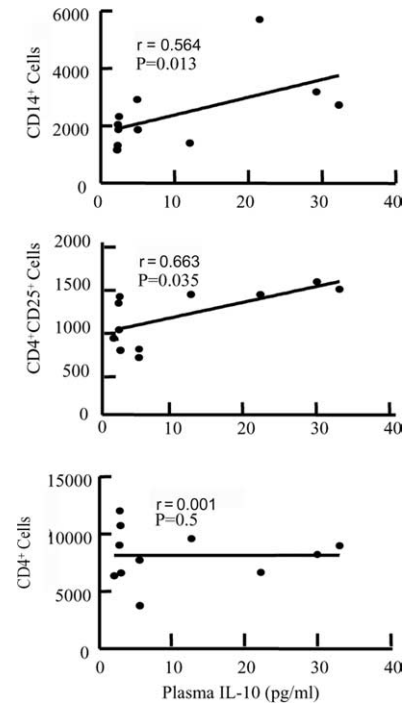 6000
r = 0.564
P=0.013
4000
CD14+ Cells
2000
0
0 10 20 30 40
2000
r = 0.663
P=0.035
1500
CD4+CD25+ Cells
1000
500
0
0 10 20 30 40
15000
r = 0.001
P=0.5
10000
CD4+ Cells
5000
0
0 10 20 30 40
Plasma IL-10 (pg/ml)